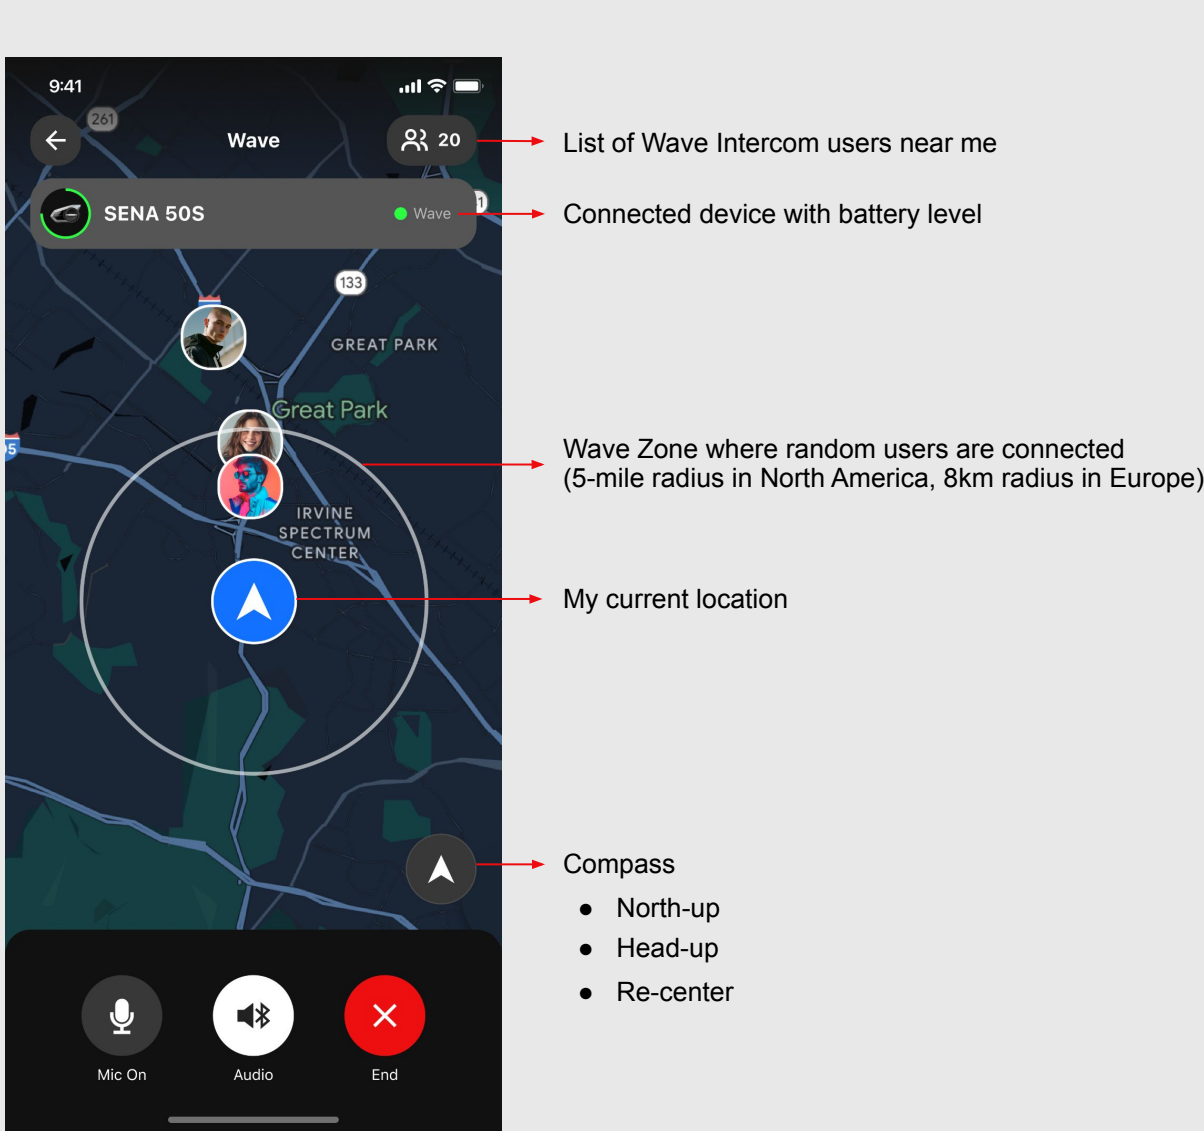 9:41
261
Wave
20
List of Wave Intercom users near me
SENA 50S
Wave
Connected device with battery level
133
GREAT PARK
Great Park
Wave Zone where random users are connected
(5-mile radius in North America, 8km radius in Europe)
IRVINE
SPECTRUM
CENTER
My current location
Compass
● North-up
● Head-up
● Re-center
Mic On
Audio
End